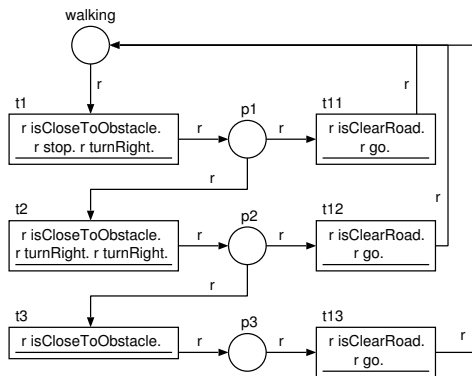 walking
r
t1
r isCloseToObstacle.
r stop. r turnRight.
r
p1
r
t11
r isClearRoad.
r go.
r
r
t2
r isCloseToObstacle.
r turnRight. r turnRight.
r
p2
r
t12
r isClearRoad.
r go.
r
r
t3
r isCloseToObstacle.
r
p3
r
t13
r isClearRoad.
r go.
r